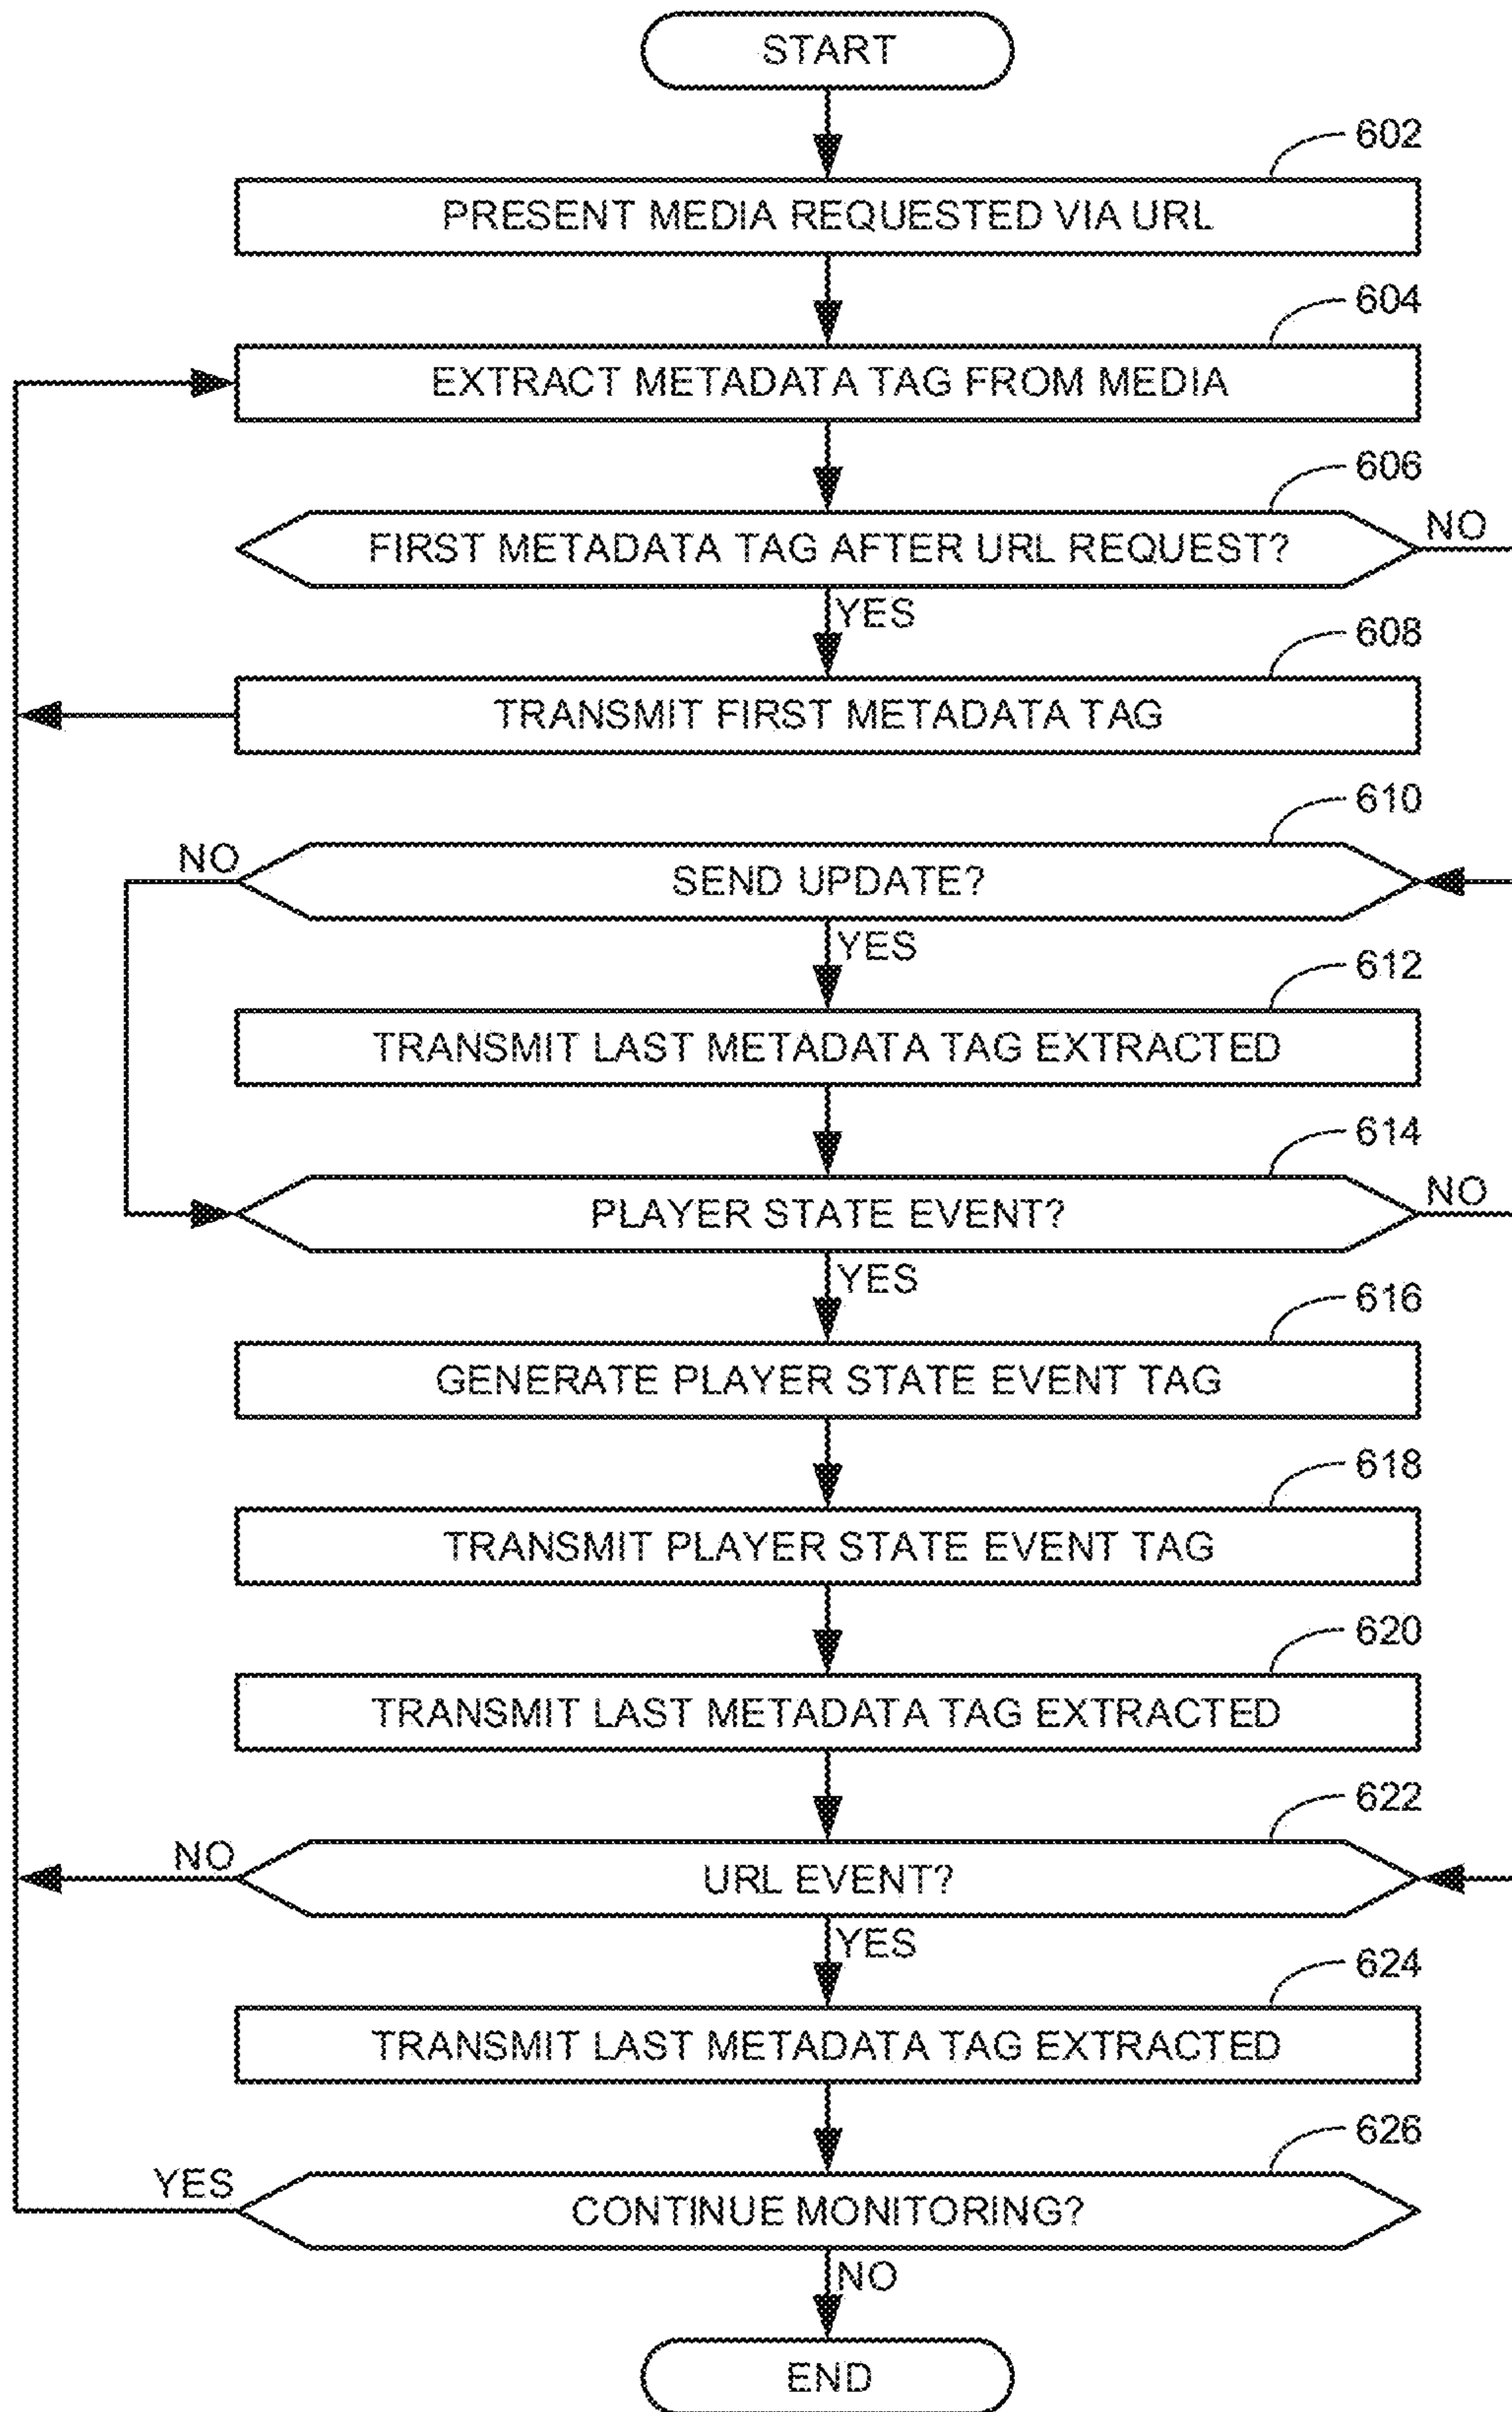 START
602
PRESENT MEDIA REQUESTED VIA URL
604
EXTRACT METADATA TAG FROM MEDIA
606
FIRST METADATA TAG AFTER URL REQUEST?
NO
YES
608
TRANSMIT FIRST METADATA TAG
610
NO
SEND UPDATE?
YES
612
TRANSMIT LAST METADATA TAG EXTRACTED
614
PLAYER STATE EVENT?
NO
YES
616
GENERATE PLAYER STATE EVENT TAG
618
TRANSMIT PLAYER STATE EVENT TAG
620
TRANSMIT LAST METADATA TAG EXTRACTED
622
NO
URL EVENT?
YES
624
TRANSMIT LAST METADATA TAG EXTRACTED
626
YES
CONTINUE MONITORING?
NO
END